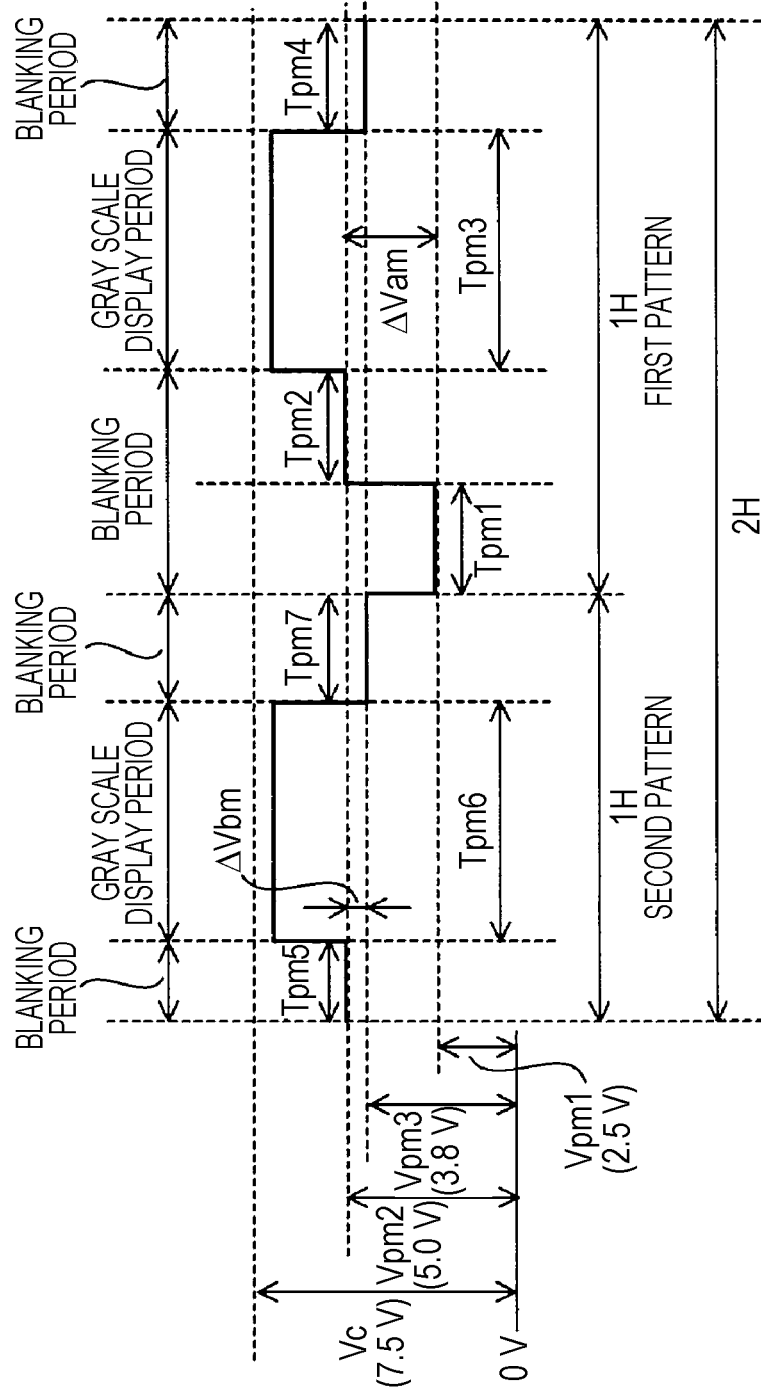 BLANKING
PERIOD
GRAY SCALE
DISPLAY PERIOD
BLANKING
PERIOD
BLANKING
PERIOD
GRAY SCALE
DISPLAY PERIOD
BLANKING
PERIOD
ΔVbm
Tpm5
Tpm7
Tpm2
Tpm4
ΔVam
Tpm6
Tpm1
Tpm3
Vc
(7.5 V)
Vpm2
(5.0 V)
Vpm3
(3.8 V)
Vpm1
(2.5 V)
0 V
1H
SECOND PATTERN
1H
FIRST PATTERN
2H